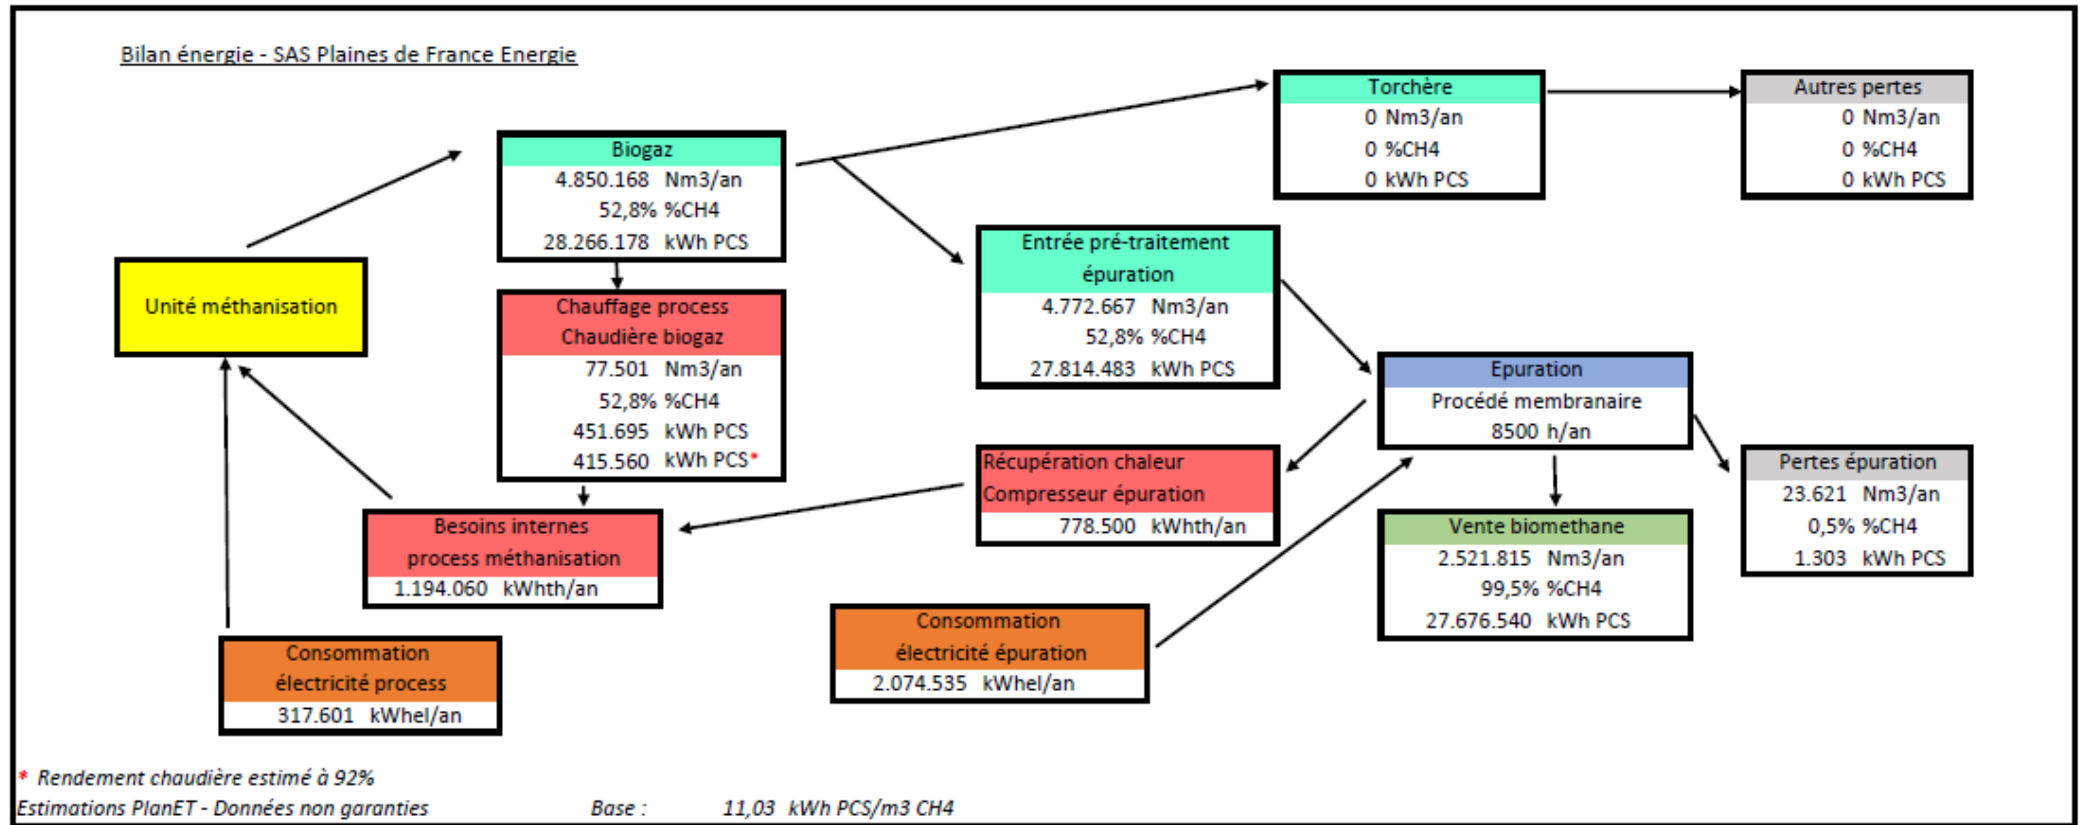 Bilan énergie - SAS Plaines de France Energie
Torchère
0 Nm3/an
0 %CH4
0 kWh PCS
Autres pertes
0 Nm3/an
0 %CH4
0 kWh PCS
Biogaz
4.850.168 Nm3/an
52,8% %CH4
28.266.178 kWh PCS
Entrée pré-traitement
épuration
4.772.667 Nm3/an
52,8% %CH4
27.814.483 kWh PCS
Unité méthanisation
Chauffage process
Chaudière biogaz
77.501 Nm3/an
52,8% %CH4
451.695 kWh PCS
415.560 kWh PCS*
Epuration
Procédé membranaire
8500 h/an
Récupération chaleur
Compresseur épuration
778.500 kWhth/an
Pertes épuration
23.621 Nm3/an
0,5% %CH4
1.303 kWh PCS
Besoins internes
process méthanisation
1.194.060 kWhth/an
Vente biomethane
2.521.815 Nm3/an
99,5% %CH4
27.676.540 kWh PCS
Consommation
électricité épuration
2.074.535 kWhel/an
Consommation
électricité process
317.601 kWhel/an
* Rendement chaudière estimé à 92%
Estimations PlanET - Données non garanties Base : 11,03 kWh PCS/m3 CH4